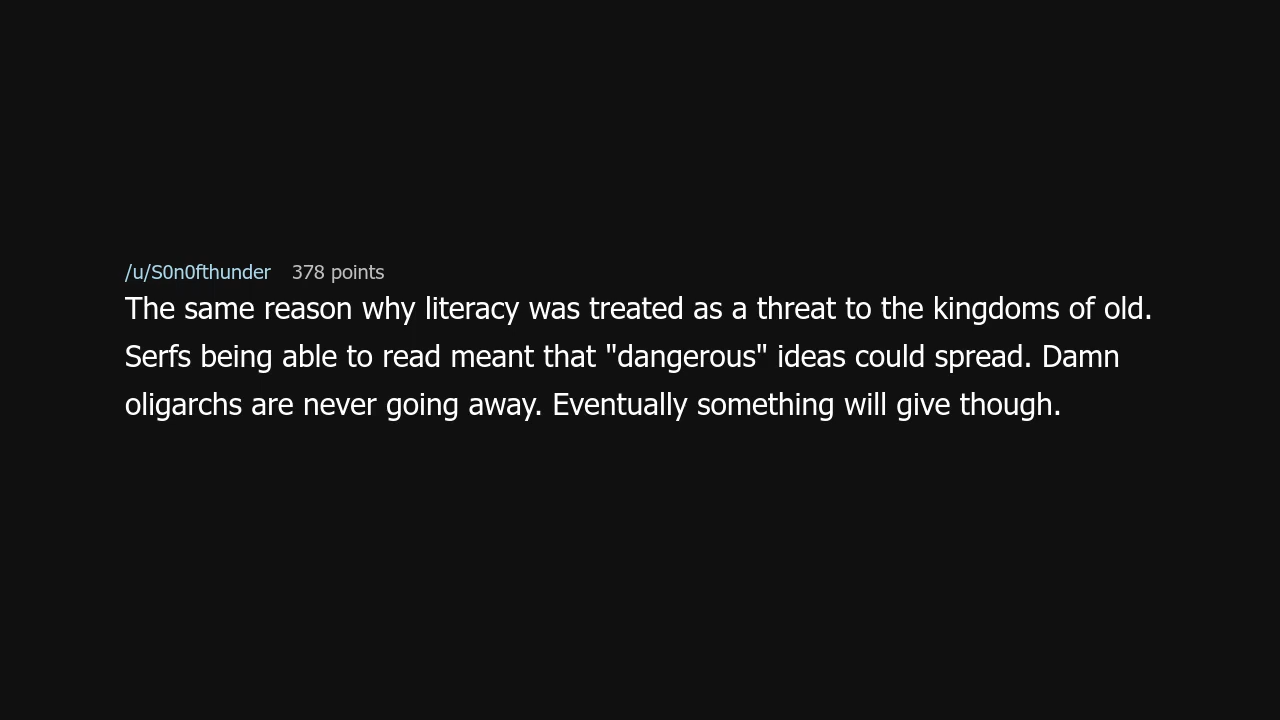 /u/S0n0fthunder 378 points
The same reason why literacy was treated as a threat to the kingdoms of old.
Serfs being able to read meant that "dangerous" ideas could spread. Damn
oligarchs are never going away. Eventually something will give though.